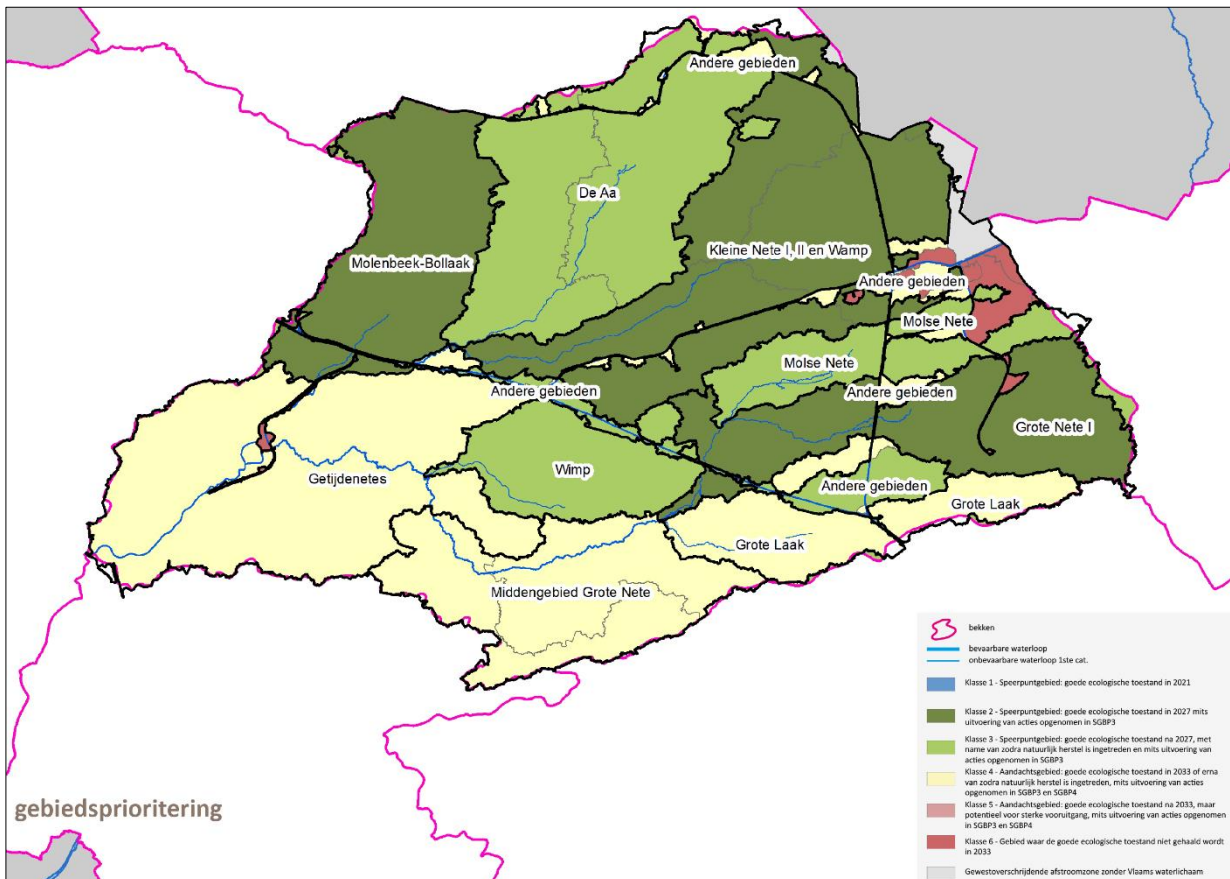 Andere gebieden
De Aa
Molenbeek-Bollaak
Kleine Nete I, II en Wamp
Andere gebieden
Molse Nete
Molse Nete
Andere gebieden
Andere gebieden
Grote Nete I
Wimp
Getijdenetes
Andere gebieden
Grote Laak
Grote Laak
Middengebied Grote Nete
gebiedsprioritering
bekken
bevaarbare waterloop
onbevaarbare waterloop 1ste cat.
Klasse 1 - Speerpuntgebied: goede ecologische toestand in 2021
Klasse 2 - Speerpuntgebied: goede ecologische toestand in 2027 mits
uitvoering van acties opgenomen in SGBP3
Klasse 3 - Speerpuntgebied: goede ecologische toestand na 2027, met
name van zodra natuurlijk herstel is ingetreden en mits uitvoering van
acties opgenomen in SGBP3
Klasse 4 - Aandachtsgebied: goede ecologische toestand in 2033 of erna
van zodra natuurlijk herstel is ingetreden, mits uitvoering van acties
opgenomen in SGBP3 en SGBP4
Klasse 5 - Aandachtsgebied: goede ecologische toestand na 2033, maar
potentieel voor sterke vooruitgang, mits uitvoering van acties opgenomen
in SGBP3 en SGBP4
Klasse 6 - Gebied waar de goede ecologische toestand niet gehaald wordt
in 2033
Gewestoverschrijdende afstroomzone zonder Vlaams waterlichaam